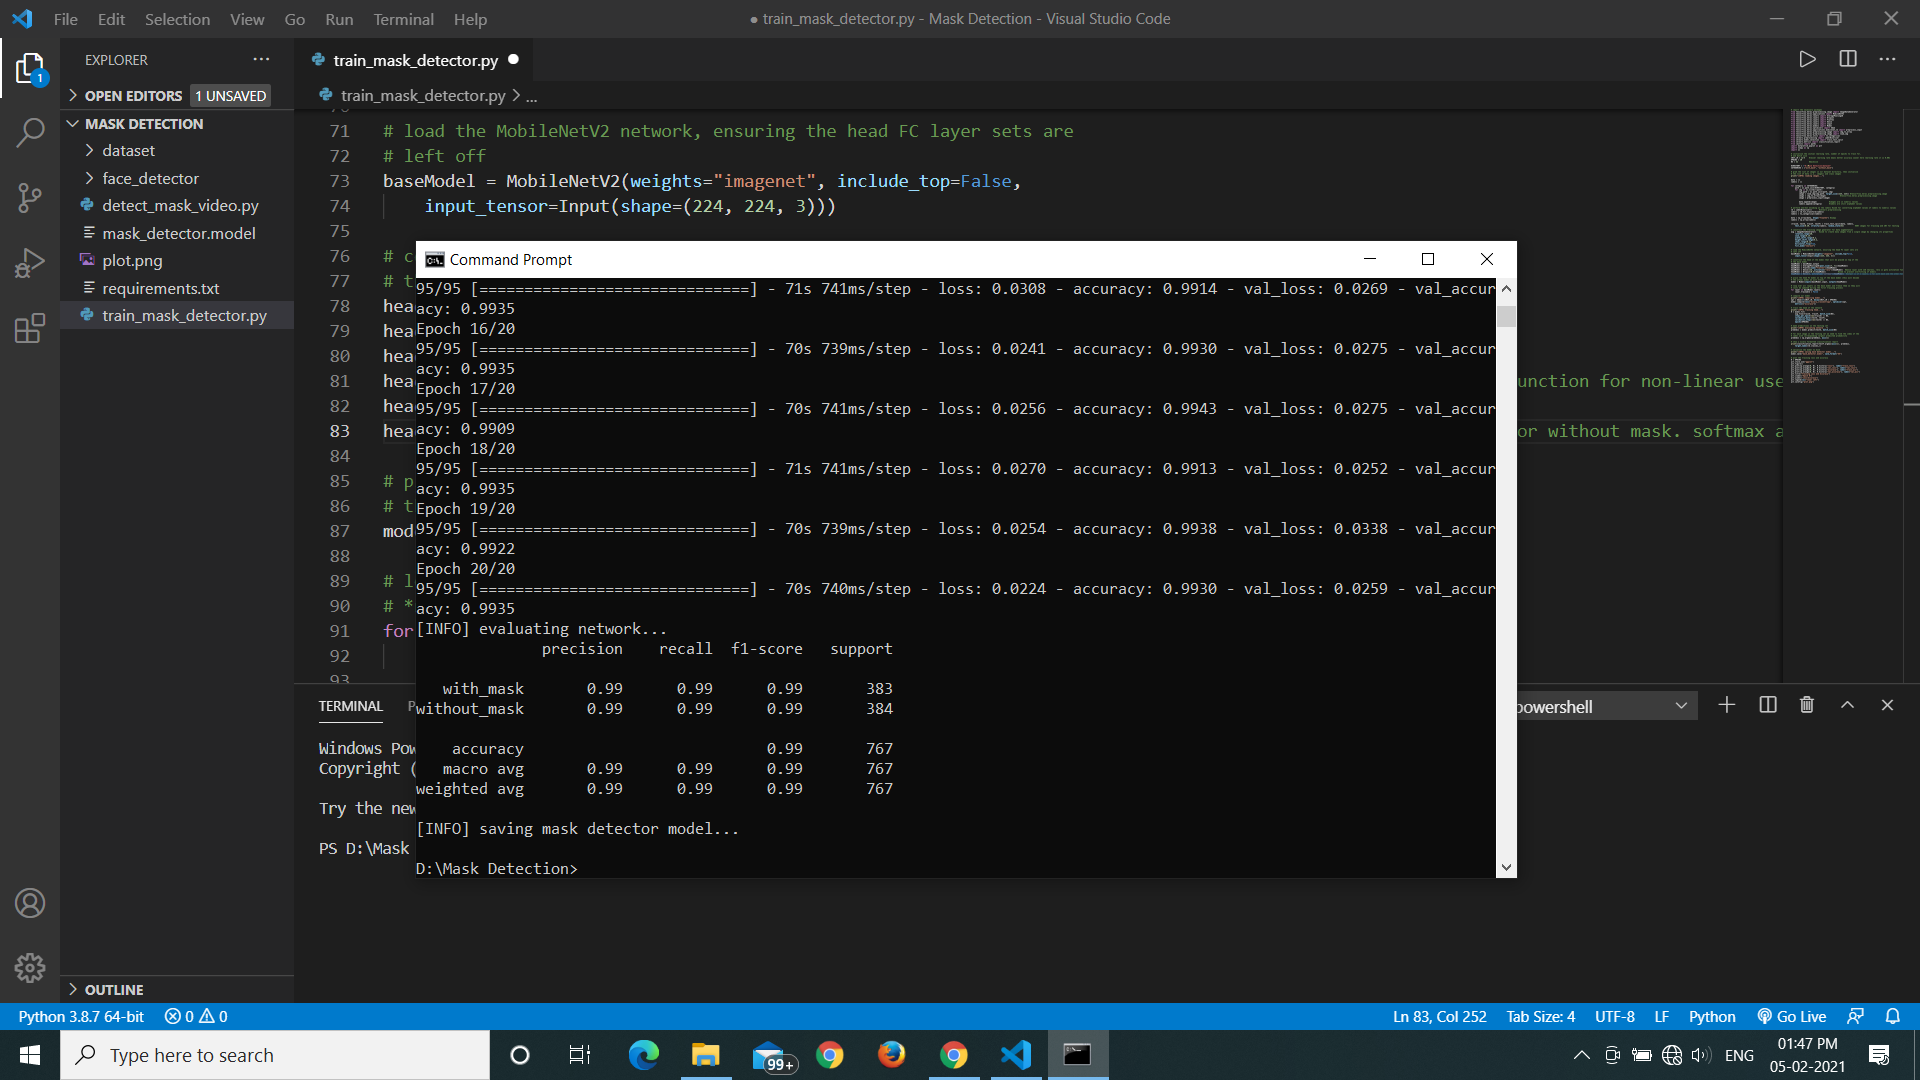 File Edit Selection View Go Run Terminal Help
● train_mask_detector.py - Mask Detection - Visual Studio Code
EXPLORER
OPEN EDITORS 1 UNSAVED
MASK DETECTION
dataset
face_detector
detect_mask_video.py
mask_detector.model
plot.png
requirements.txt
train_mask_detector.py
OUTLINE
1
train_mask_detector.py
train_mask_detector.py > ...
71 # load the MobileNetV2 network, ensuring the head FC layer sets are
72 # left off
73 baseModel = MobileNetV2(weights="imagenet", include_top=False,
74 input_tensor=Input(shape=(224, 224, 3)))
75
76 # c
77 # t
78 hea
79 hea
80 hea
81 hea unction for non-linear use
82 hea
83 hea or without mask. softmax a
84
85 # p
86 # t
87 mod
88
89 # l
90 # *
91 for
92
93
Command Prompt
95/95 [==============================] - 71s 741ms/step - loss: 0.0308 - accuracy: 0.9914 - val_loss: 0.0269 - val_accur
acy: 0.9935
Epoch 16/20
95/95 [==============================] - 70s 739ms/step - loss: 0.0241 - accuracy: 0.9930 - val_loss: 0.0275 - val_accur
acy: 0.9935
Epoch 17/20
95/95 [==============================] - 70s 741ms/step - loss: 0.0256 - accuracy: 0.9943 - val_loss: 0.0275 - val_accur
acy: 0.9909
Epoch 18/20
95/95 [==============================] - 71s 741ms/step - loss: 0.0270 - accuracy: 0.9913 - val_loss: 0.0252 - val_accur
acy: 0.9935
Epoch 19/20
95/95 [==============================] - 70s 739ms/step - loss: 0.0254 - accuracy: 0.9938 - val_loss: 0.0338 - val_accur
acy: 0.9922
Epoch 20/20
95/95 [==============================] - 70s 740ms/step - loss: 0.0224 - accuracy: 0.9930 - val_loss: 0.0259 - val_accur
acy: 0.9935
[INFO] evaluating network...
precision recall f1-score support
with_mask 0.99 0.99 0.99 383
without_mask 0.99 0.99 0.99 384
accuracy 0.99 767
macro avg 0.99 0.99 0.99 767
weighted avg 0.99 0.99 0.99 767
[INFO] saving mask detector model...
D:\Mask Detection>
TERMINAL P
powershell
Windows Pow
Copyright (
Try the new
PS D:\Mask
Python 3.8.7 64-bit 0 0
Ln 83, Col 252 Tab Size: 4 UTF-8 LF Python Go Live
Type here to search
99+
ENG
01:47 PM
05-02-2021